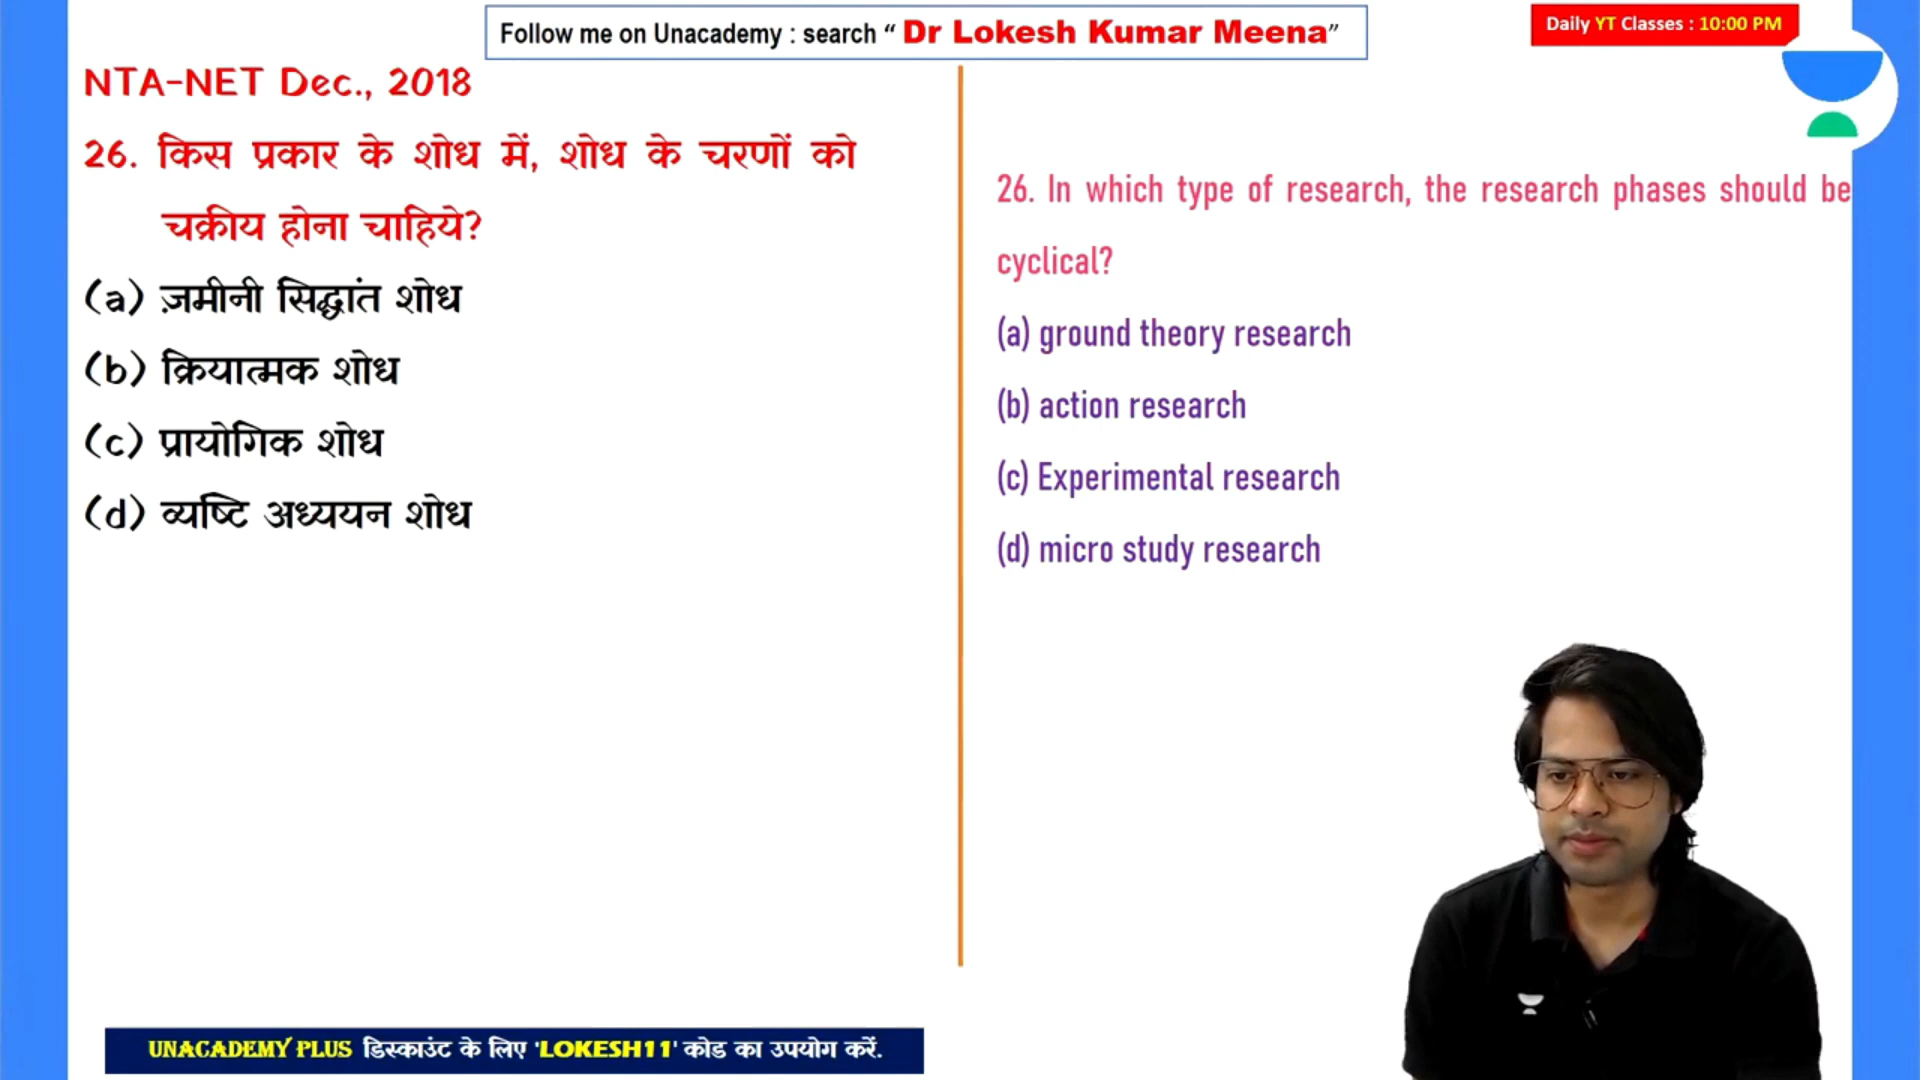 Follow me on Unacademy : search “ Dr Lokesh Kumar Meena”
Daily YT Classes : 10:00 PM
NTA-NET Dec., 2018
26. किस प्रकार के शोध में, शोध के चरणों को
चक्रीय होना चाहिये?
(a) ज़मीनी सिद्धांत शोध
(b) क्रियात्मक शोध
(c) प्रायोगिक शोध
(d) व्यष्टि अध्ययन शोध
26. In which type of research, the research phases should be
cyclical?
(a) ground theory research
(b) action research
(c) Experimental research
(d) micro study research
UNACADEMY PLUS डिस्काउंट के लिए 'LOKESH11' कोड का उपयोग करें.